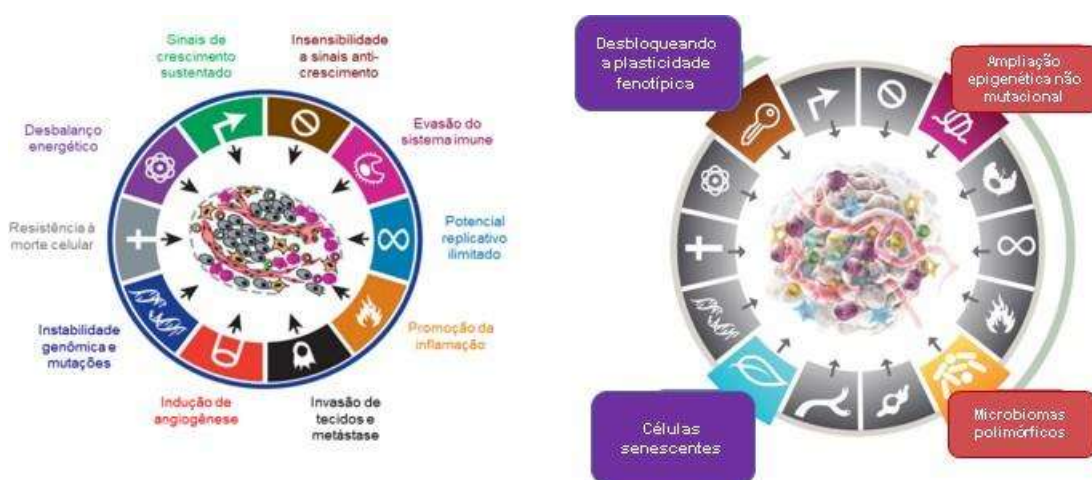 Sinais de
crescimento
sustentado
Insensibilidade
a sinais anti-
crescimento
Desbalanço
energético
Evasão do
sistema imune
Resistência à
morte celular
Potencial
replicativo
ilimitado
Instabilidade
genômica e
mutações
Promoção da
inflamação
Indução de
angiogênese
Invasão de
tecidos e
metástase
Desbloqueando
a plasticidade
fenotípica
Ampliação
epigenética não
mutacional
Células
senescentes
Microbiomas
polimórficos